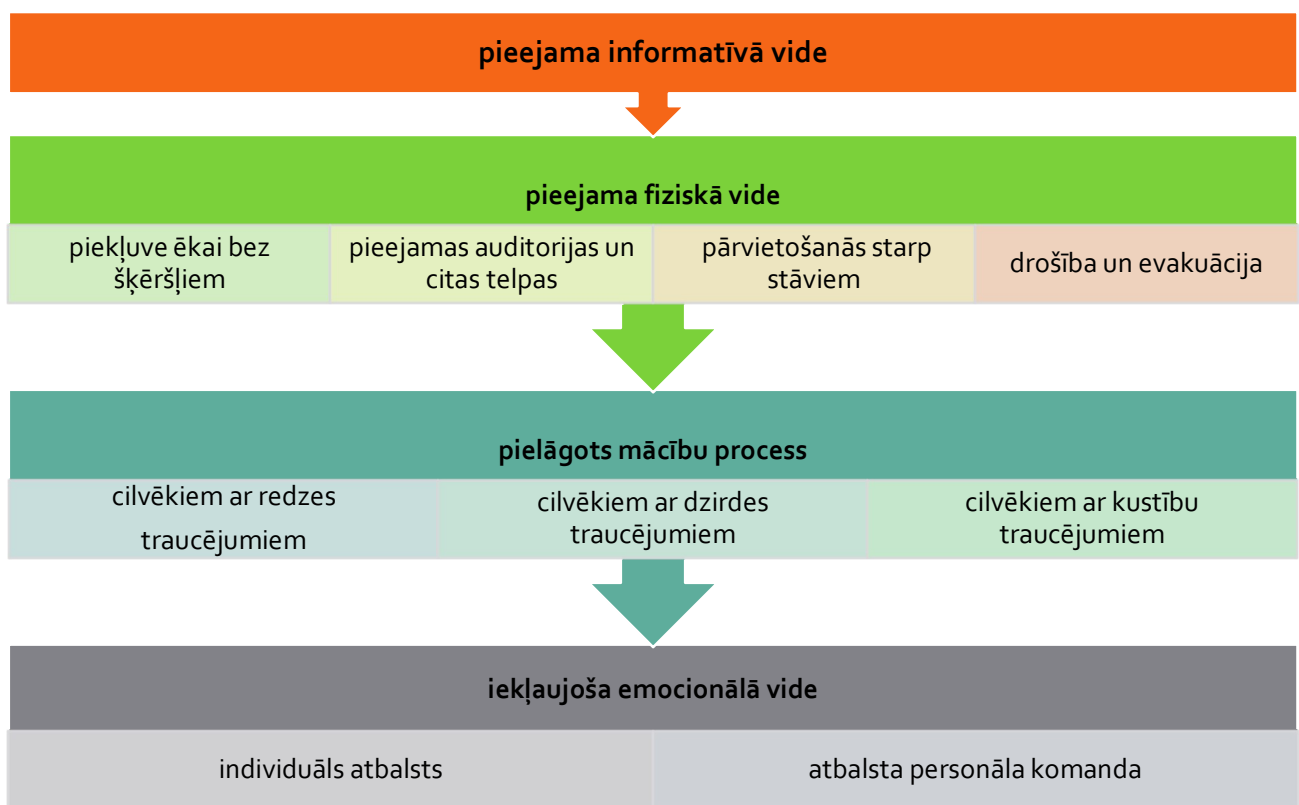 pieejama informatīvā vide
pieejama fiziskā vide
piekļuve ēkai bez
šķēršļiem
pieejamas auditorijas un
citas telpas
pārvietošanās starp
stāviem
drošība un evakuācija
pielāgots mācību process
cilvēkiem ar redzes
traucējumiem
cilvēkiem ar dzirdes
traucējumiem
cilvēkiem ar kustību
traucējumiem
iekļaujoša emocionālā vide
individuāls atbalsts
atbalsta personāla komanda